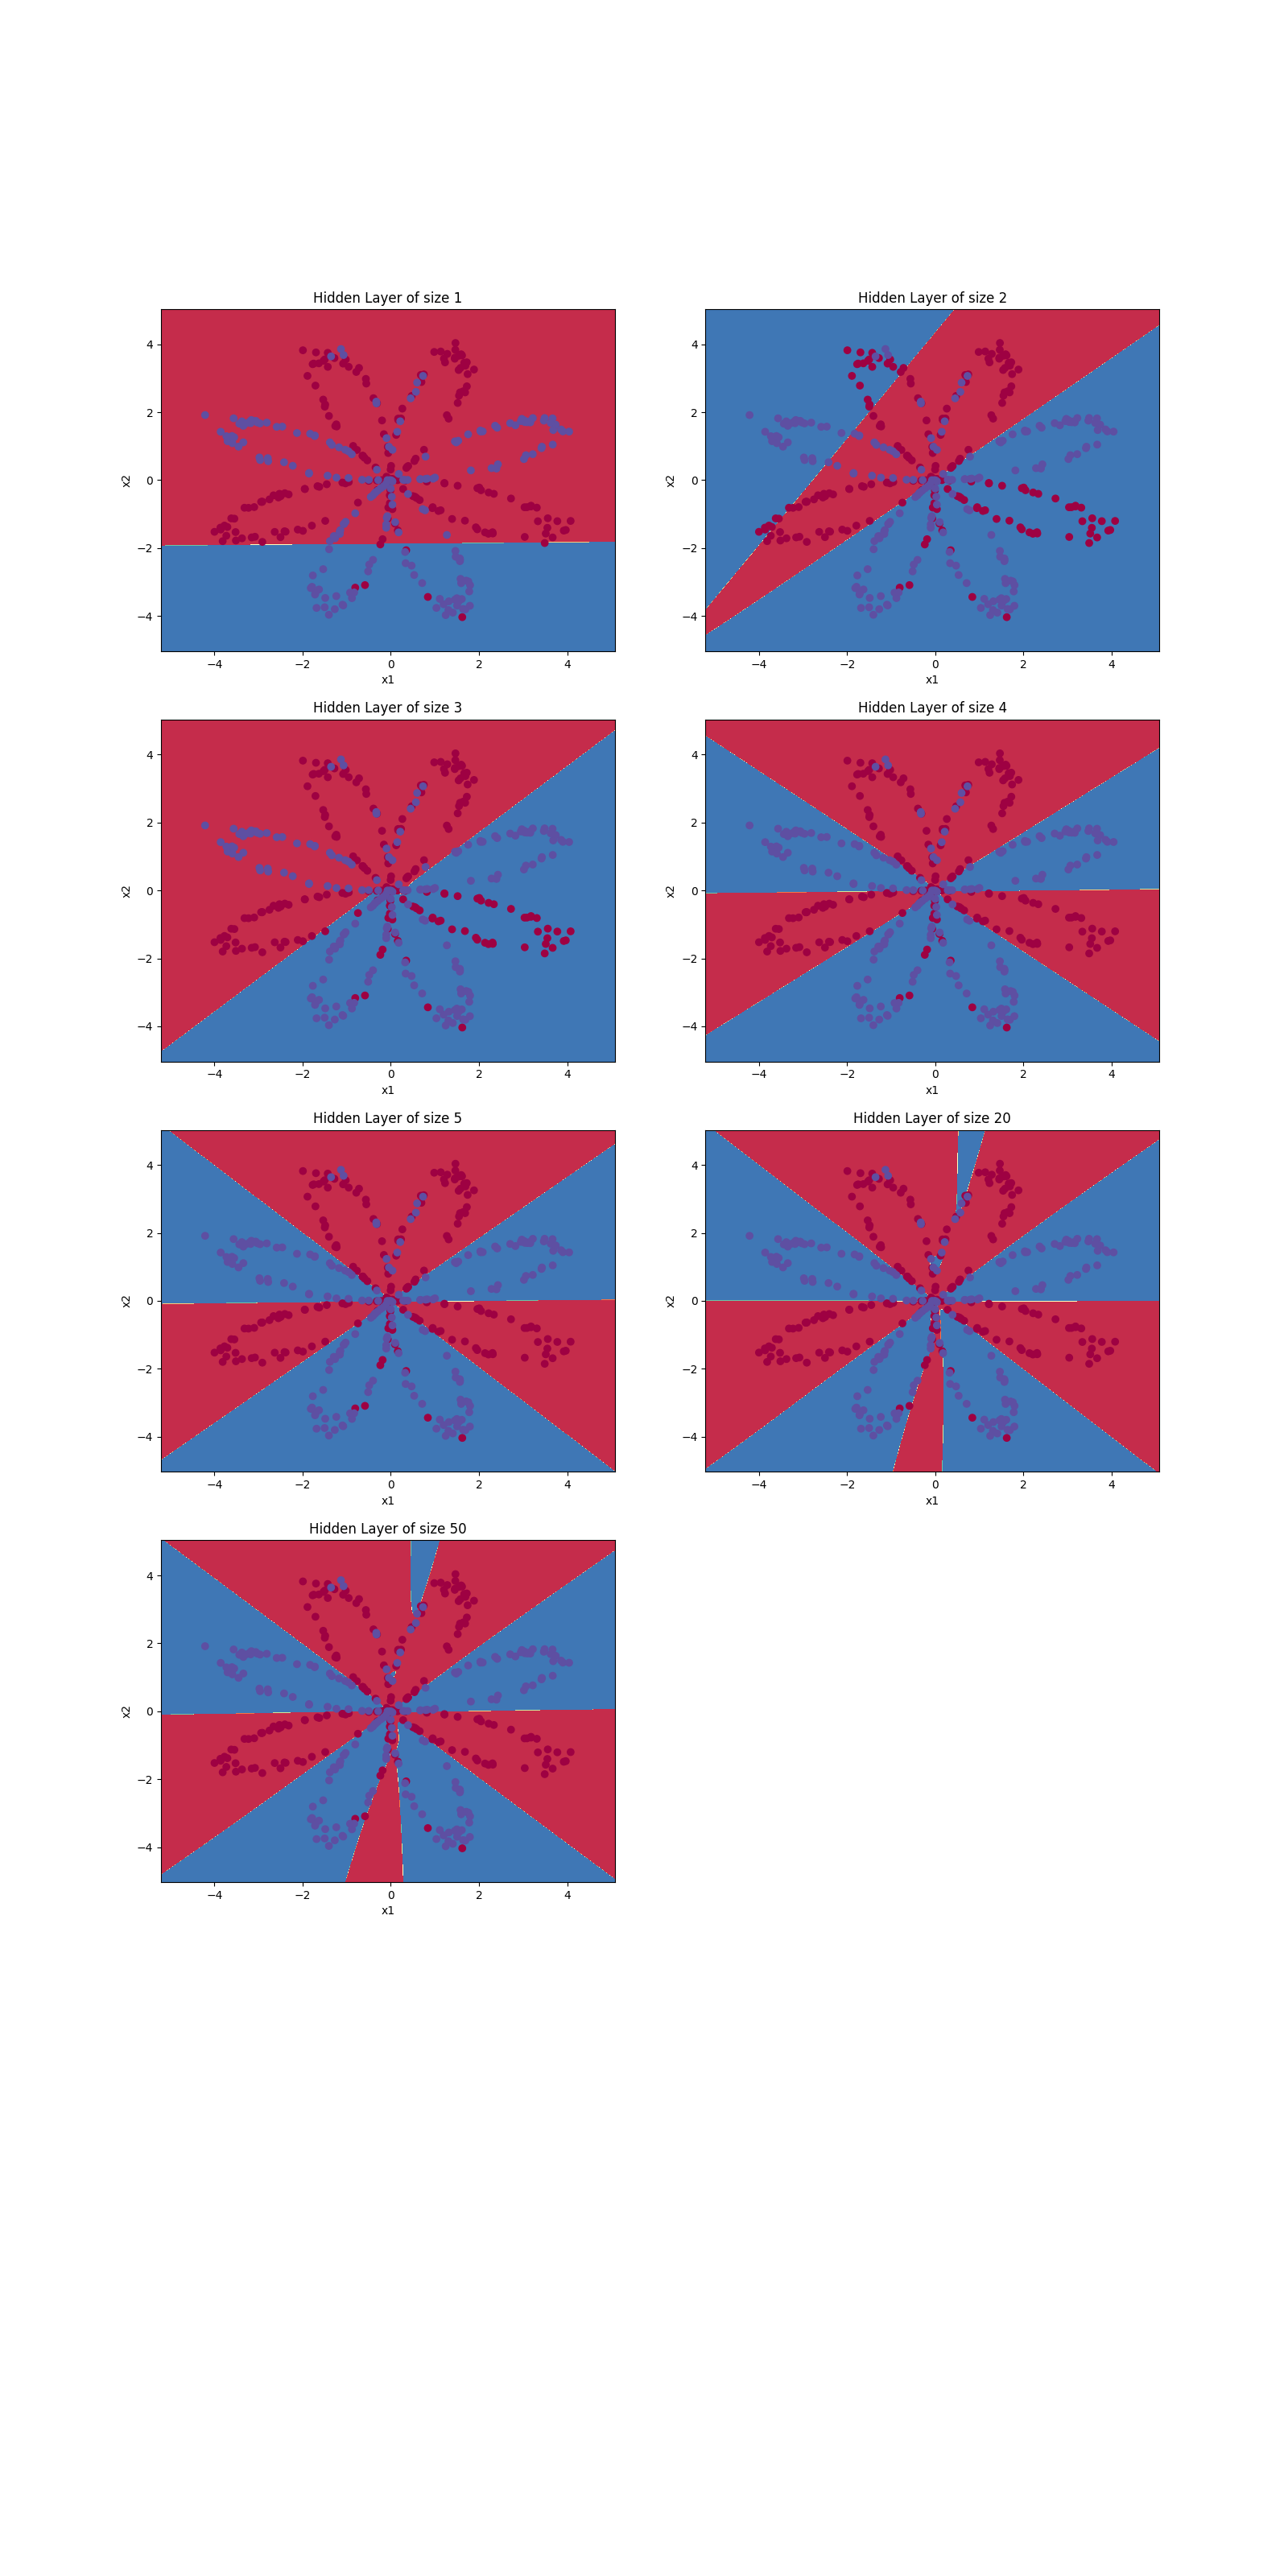 Hidden Layer of size 1
Hidden Layer of size 2
4
2
0
−2
−4
x2
−4 −2 0 2 4
x1
4
2
0
−2
−4
x2
−4 −2 0 2 4
x1
Hidden Layer of size 3
Hidden Layer of size 4
4
2
0
−2
−4
x2
−4 −2 0 2 4
x1
4
2
0
−2
−4
x2
−4 −2 0 2 4
x1
Hidden Layer of size 5
Hidden Layer of size 20
4
2
0
−2
−4
x2
−4 −2 0 2 4
x1
4
2
0
−2
−4
x2
−4 −2 0 2 4
x1
Hidden Layer of size 50
4
2
0
−2
−4
x2
−4 −2 0 2 4
x1